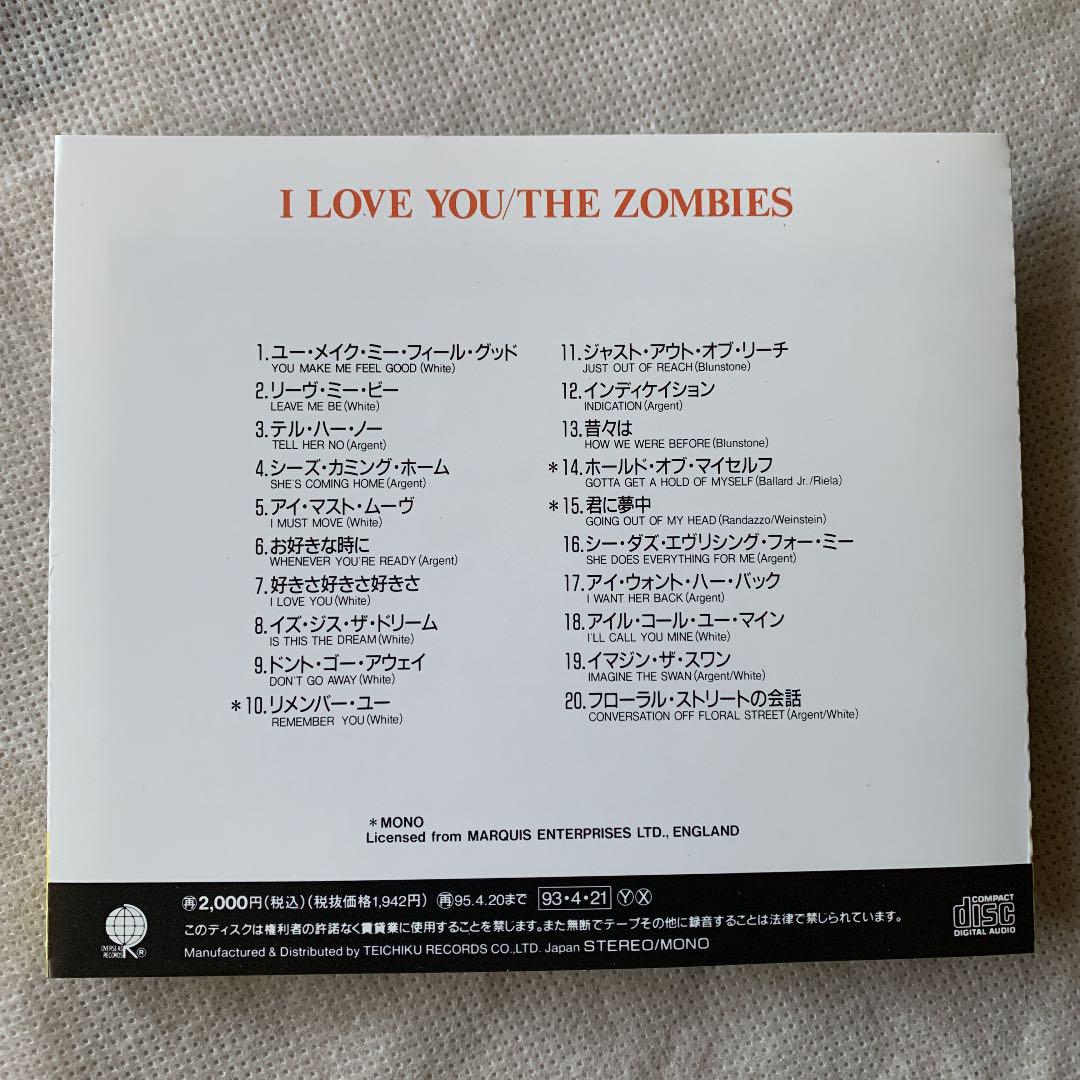 I LOVE YOU/THE ZOMBIES
1.ユー・メイク・ミー・フィール・グッド
YOU MAKE ME FEEL GOOD(White)
2.リーヴ・ミー・ビー
LEAVE ME BE(White)
3.テル・ハー・ノー
TELL HER NO(Argent)
4.シーズ・カミング・ホーム
SHE'S COMING HOME(Argent)
5.アイ・マスト・ムーヴ
I MUST MOVE(White)
6.お好きな時に
WHENEVER YOU'RE READY(Argent)
7.好きさ好きさ好きさ
I LOVE YOU(White)
8.イズ・ジス・ザ・ドリーム
IS THIS THE DREAM(White)
9.ドント・ゴー・アウェイ
DON'T GO AWAY(White)
*10.リメンバー・ユー
REMEMBER YOU(White)
11.ジャスト・アウト・オブ・リーチ
JUST OUT OF REACH(Blunstone)
12.インディケイション
INDICATION(Argent)
13.昔々は
HOW WE WERE BEFORE(Blunstone)
*14.ホールド・オブ・マイセルフ
GOTTA GET A HOLD OF MYSELF(Ballard Jr./Riela)
*15.君に夢中
GOING OUT OF MY HEAD(Randazzo/Weinstein)
16.シー・ダズ・エヴリシング・フォー・ミー
SHE DOES EVERYTHING FOR ME(Argent)
17.アイ・ウォント・ハー・バック
I WANT HER BACK(Argent)
18.アイル・コール・ユー・マイン
I'LL CALL YOU MINE(White)
19.イマジン・ザ・スワン
IMAGINE THE SWAN(Argent/White)
20.フローラル・ストリートの会話
CONVERSATION OFF FLORAL STREET(Argent/White)
*MONO
Licensed from MARQUIS ENTERPRISES LTD., ENGLAND
再2,000円(税込)(税抜価格1,942円) 再95.4.20まで 93・4・21 Ⓨ Ⓧ
このディスクは権利者の許諾なく賃貸業に使用することを禁じます。また無断でテープその他に録音することは法律で禁じられています。
Manufactured & Distributed by TEICHIKU RECORDS CO.,LTD. Japan STEREO/MONO
OVERSEAS RECORDS ®
COMPACT disc DIGITAL AUDIO